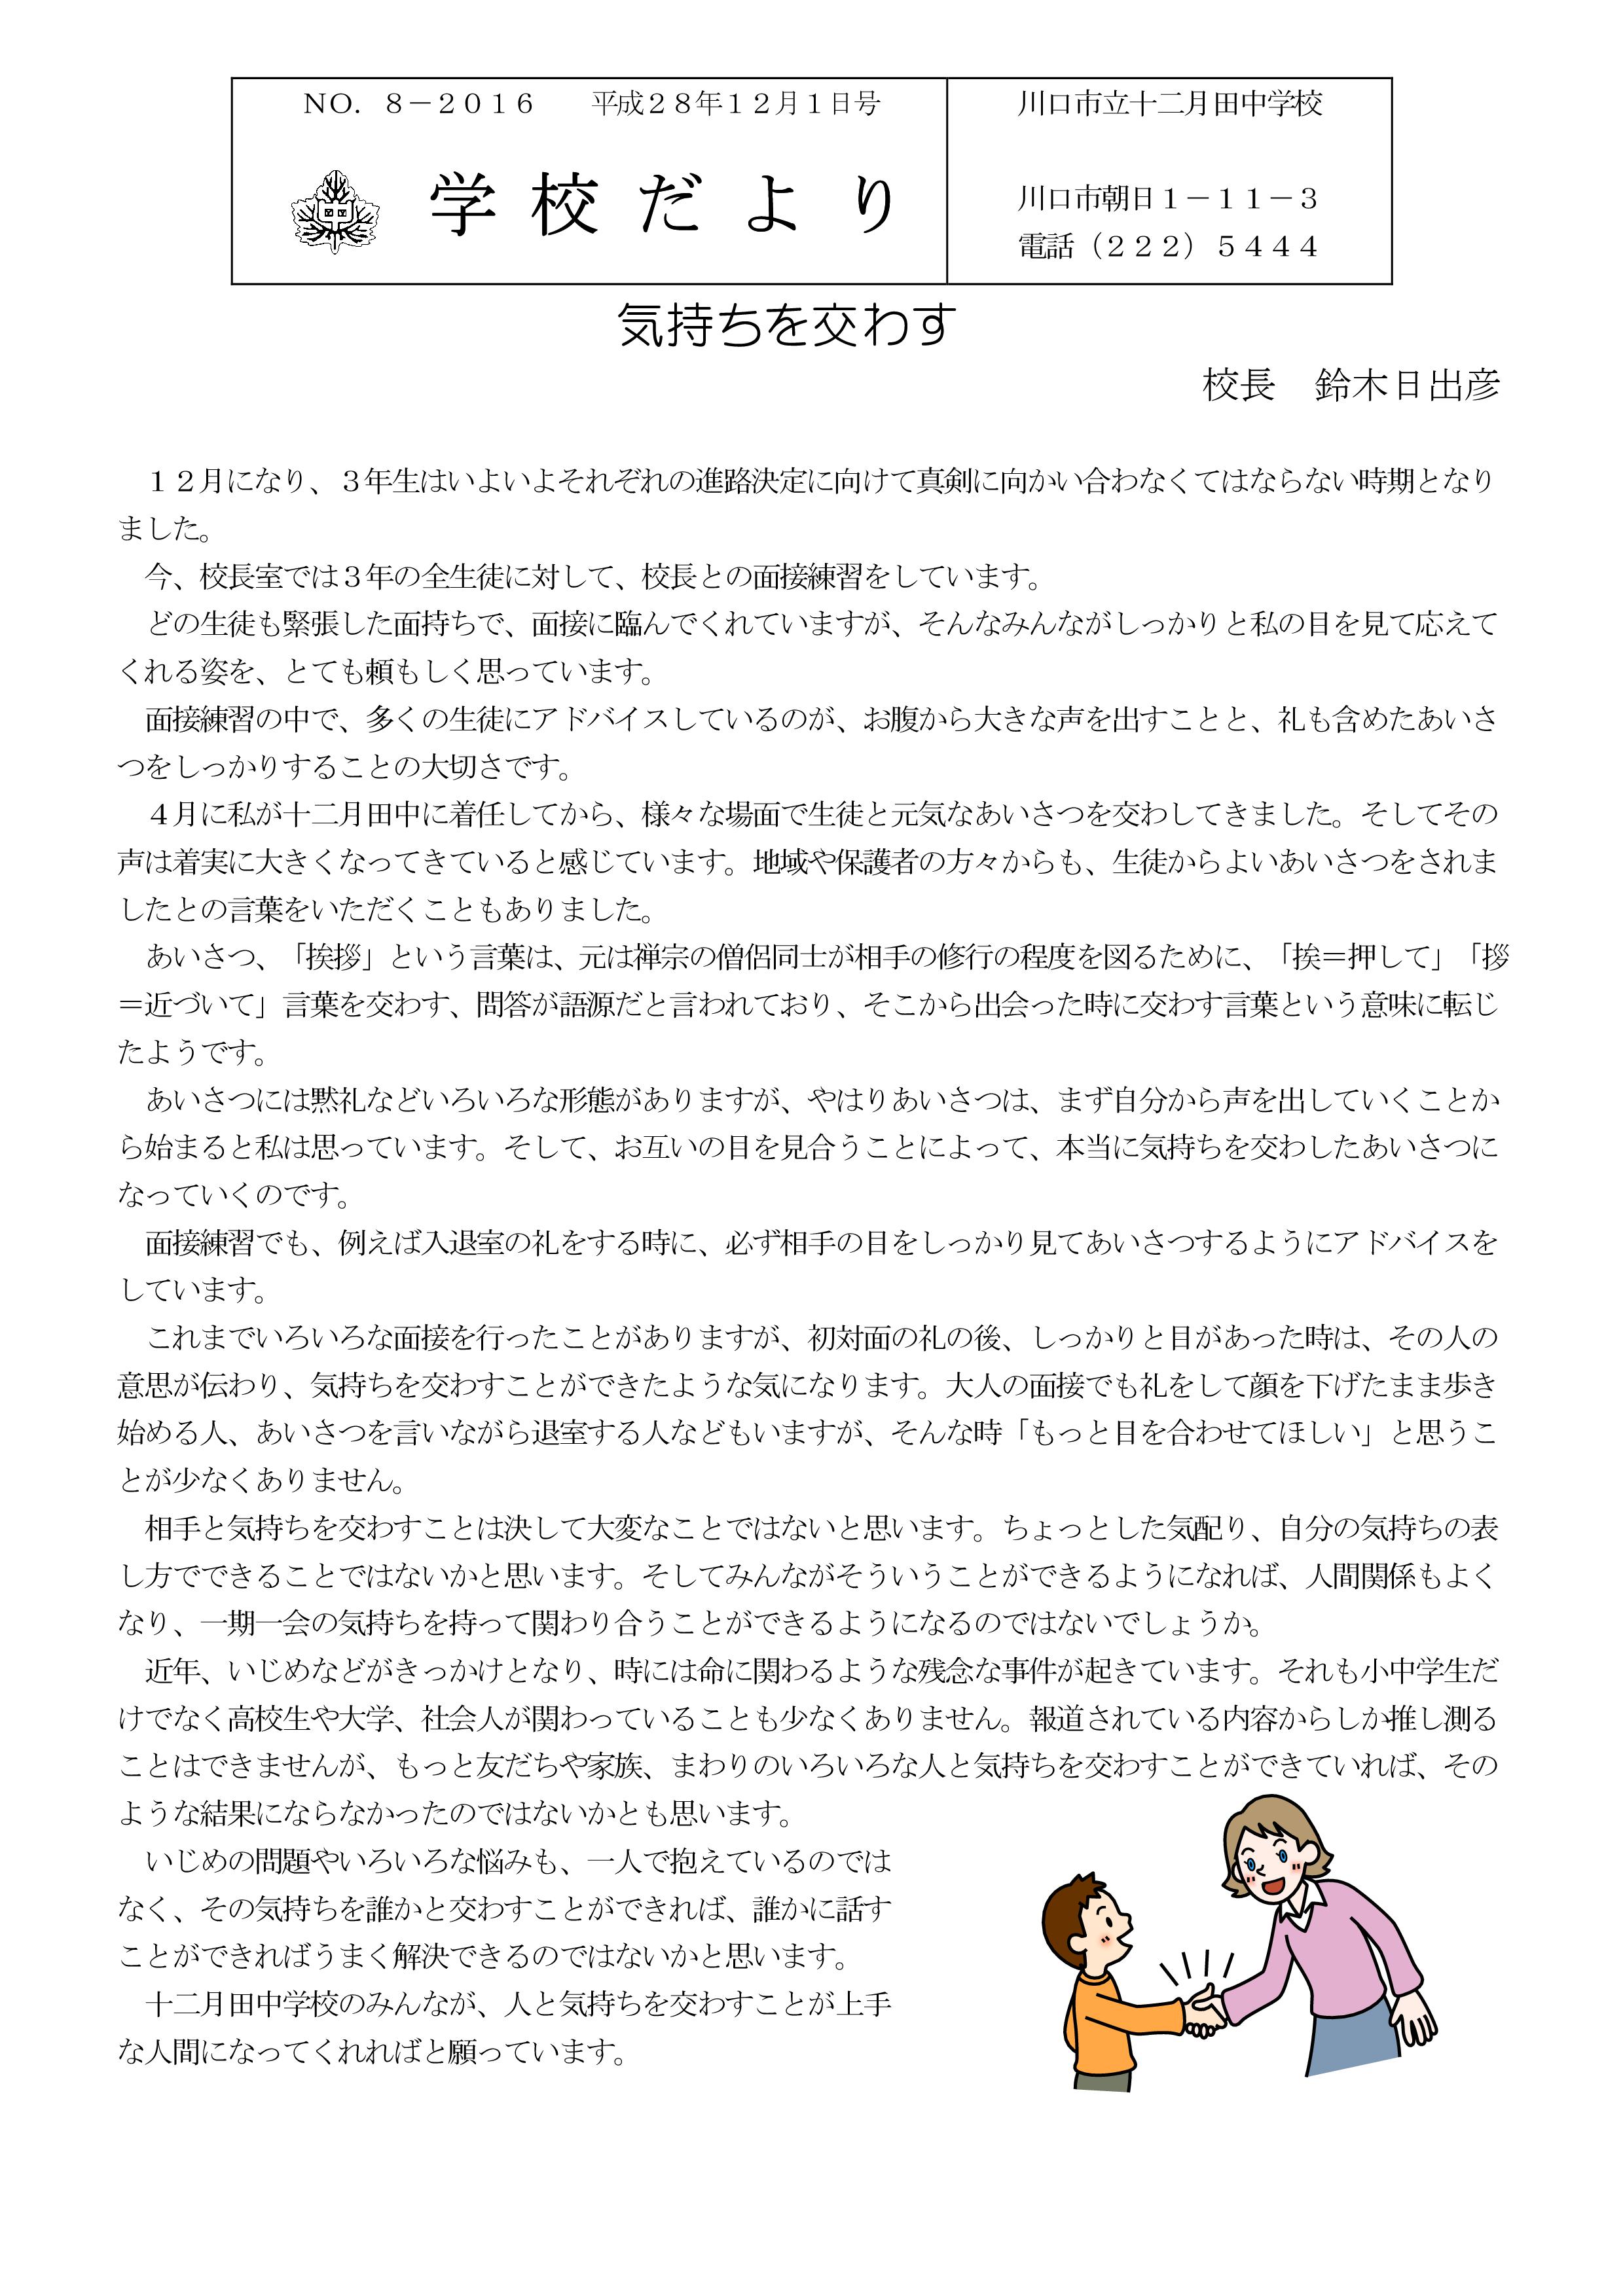 ＮＯ．８－２０１６　　平成２８年１２月１日号
川口市立十二月田中学校
中
学校だより
川口市朝日１－１１－３
電話（２２２）５４４４
気持ちを交わす
校長　鈴木日出彦
１２月になり、３年生はいよいよそれぞれの進路決定に向けて真剣に向かい合わなくてはならない時期となり
ました。
今、校長室では３年の全生徒に対して、校長との面接練習をしています。
どの生徒も緊張した面持ちで、面接に臨んでくれていますが、そんなみんながしっかりと私の目を見て応えて
くれる姿を、とても頼もしく思っています。
面接練習の中で、多くの生徒にアドバイスしているのが、お腹から大きな声を出すことと、礼も含めたあいさ
つをしっかりすることの大切さです。
４月に私が十二月田中に着任してから、様々な場面で生徒と元気なあいさつを交わしてきました。そしてその
声は着実に大きくなってきていると感じています。地域や保護者の方々からも、生徒からよいあいさつをされま
したとの言葉をいただくこともありました。
あいさつ、「挨拶」という言葉は、元は禅宗の僧侶同士が相手の修行の程度を図るために、「挨＝押して」「拶
＝近づいて」言葉を交わす、問答が語源だと言われており、そこから出会った時に交わす言葉という意味に転じ
たようです。
あいさつには黙礼などいろいろな形態がありますが、やはりあいさつは、まず自分から声を出していくことか
ら始まると私は思っています。そして、お互いの目を見合うことによって、本当に気持ちを交わしたあいさつに
なっていくのです。
面接練習でも、例えば入退室の礼をする時に、必ず相手の目をしっかり見てあいさつするようにアドバイスを
しています。
これまでいろいろな面接を行ったことがありますが、初対面の礼の後、しっかりと目があった時は、その人の
意思が伝わり、気持ちを交わすことができたような気になります。大人の面接でも礼をして顔を下げたまま歩き
始める人、あいさつを言いながら退室する人などもいますが、そんな時「もっと目を合わせてほしい」と思うこ
とが少なくありません。
相手と気持ちを交わすことは決して大変なことではないと思います。ちょっとした気配り、自分の気持ちの表
し方でできることではないかと思います。そしてみんながそういうことができるようになれば、人間関係もよく
なり、一期一会の気持ちを持って関わり合うことができるようになるのではないでしょうか。
近年、いじめなどがきっかけとなり、時には命に関わるような残念な事件が起きています。それも小中学生だ
けでなく高校生や大学、社会人が関わっていることも少なくありません。報道されている内容からしか推し測る
ことはできませんが、もっと友だちや家族、まわりのいろいろな人と気持ちを交わすことができていれば、その
ような結果にならなかったのではないかとも思います。
いじめの問題やいろいろな悩みも、一人で抱えているのでは
なく、その気持ちを誰かと交わすことができれば、誰かに話す
ことができればうまく解決できるのではないかと思います。
十二月田中学校のみんなが、人と気持ちを交わすことが上手
な人間になってくれればと願っています。